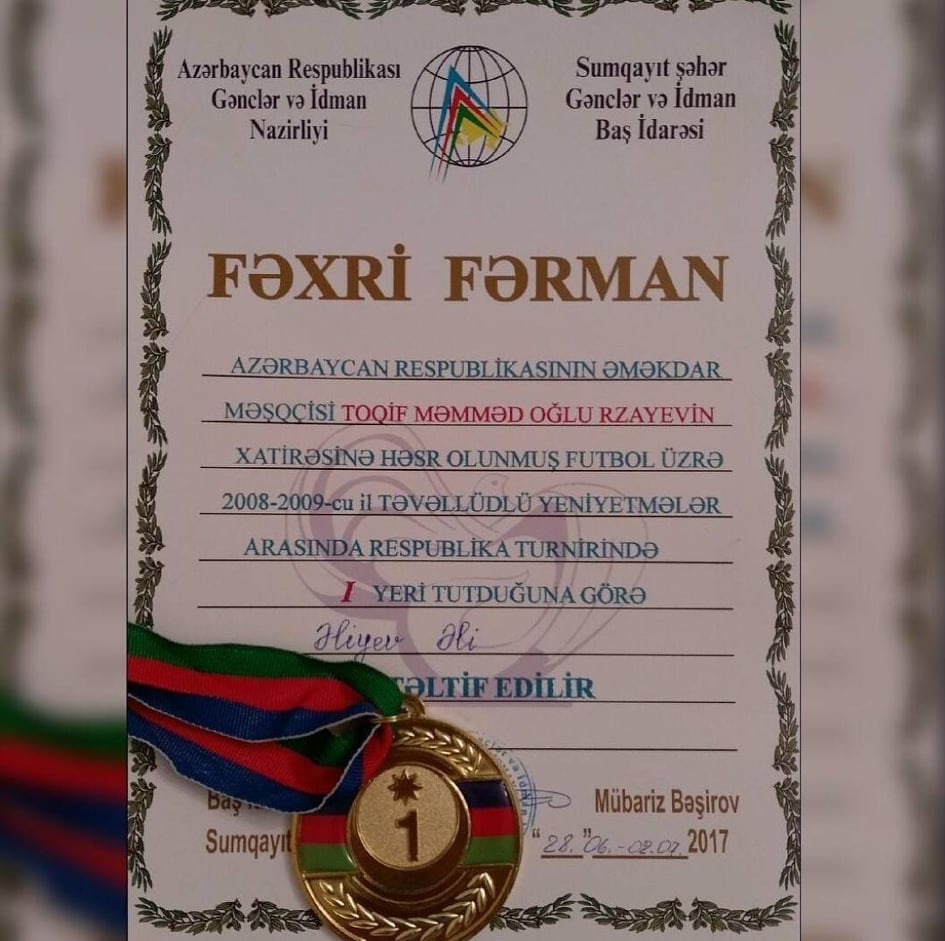 Azərbaycan Respublikası
Gənclər və İdman
Nazirliyi
Sumqayıt şəhər
Gənclər və İdman
Baş İdarəsi
FƏXRİ FƏRMAN
AZƏRBAYCAN RESPUBLİKASININ ƏMƏKDAR
MƏŞQÇİSİ TOQİF MƏMMƏD OĞLU RZAYEVİN
XATİRƏSİNƏ HƏSR OLUNMUŞ FUTBOL ÜZRƏ
2008-2009-cu il TƏVƏLLÜDLÜ YENİYETMƏLƏR
ARASINDA RESPUBLİKA TURNİRİNDƏ
I YERİ TUTDUĞUNA GÖRƏ
Əliyev Əli
TƏLTİF EDİLİR
Baş
Mübariz Bəşirov
Sumqayıt
"28." 06.-02.07. 2017
1